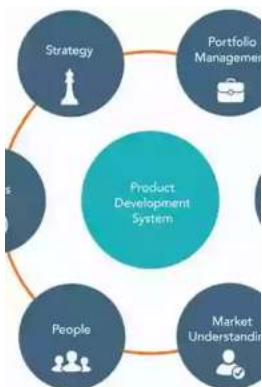 Strategy
Portfolio
Managemen
s
Product
Development
System
People
Market
Understandin